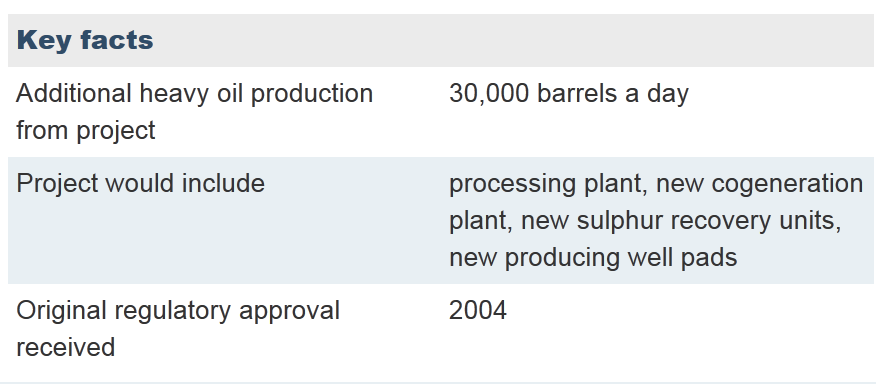 Key facts
Additional heavy oil production
from project
30,000 barrels a day
Project would include
processing plant, new cogeneration
plant, new sulphur recovery units,
new producing well pads
Original regulatory approval
received
2004